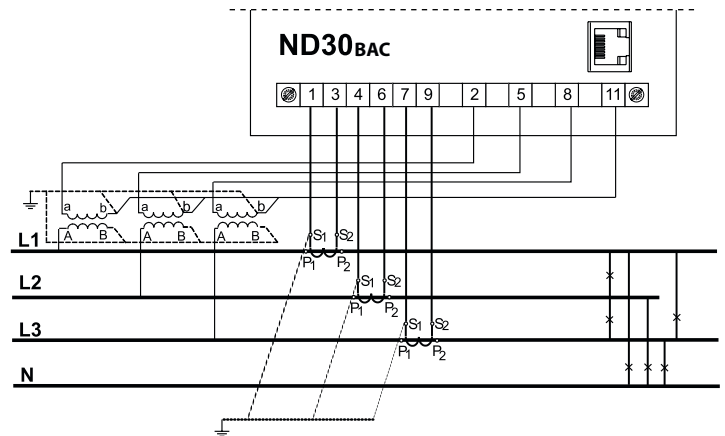 ND30BAC
1 3 4 6 7 9 2 5 8 11
a b a b a b
A B A B A B
S1 S2
L1
P1 P2
S1 S2
L2
P1 P2
S1 S2
L3
P1 P2
N